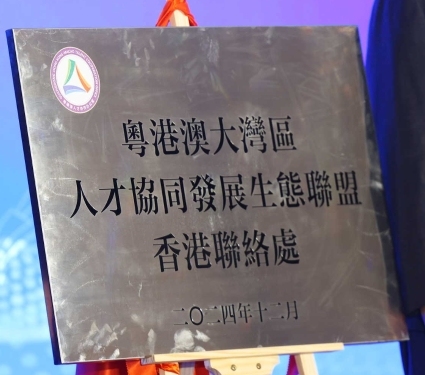 粵港澳大灣區
人才協同發展生態聯盟
香港聯絡處
二〇二四年十二月